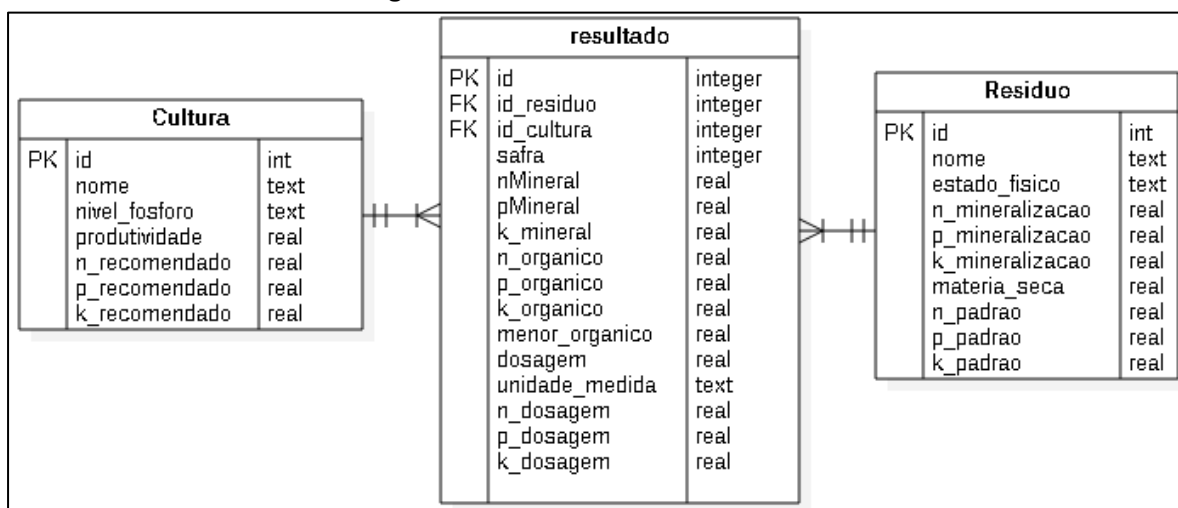 Cultura
PK id int
nome text
nivel_fosforo text
produtividade real
n_recomendado real
p_recomendado real
k_recomendado real
resultado
PK id integer
FK id_residuo integer
FK id_cultura integer
safra integer
nMineral real
pMineral real
k_mineral real
n_organico real
p_organico real
k_organico real
menor_organico real
dosagem real
unidade_medida text
n_dosagem real
p_dosagem real
k_dosagem real
Residuo
PK id int
nome text
estado_fisico text
n_mineralizacao real
p_mineralizacao real
k_mineralizacao real
materia_seca real
n_padrao real
p_padrao real
k_padrao real